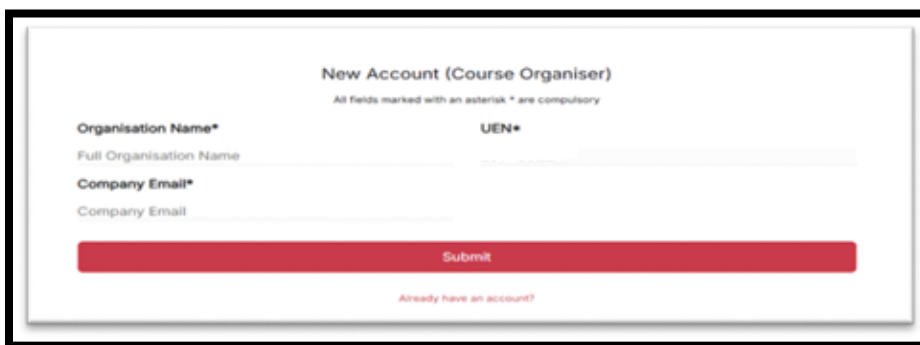 New Account (Course Organiser)
All fields marked with an asterisk * are compulsory
Organisation Name*
UEN*
Full Organisation Name
Company Email*
Company Email
Submit
Already have an account?